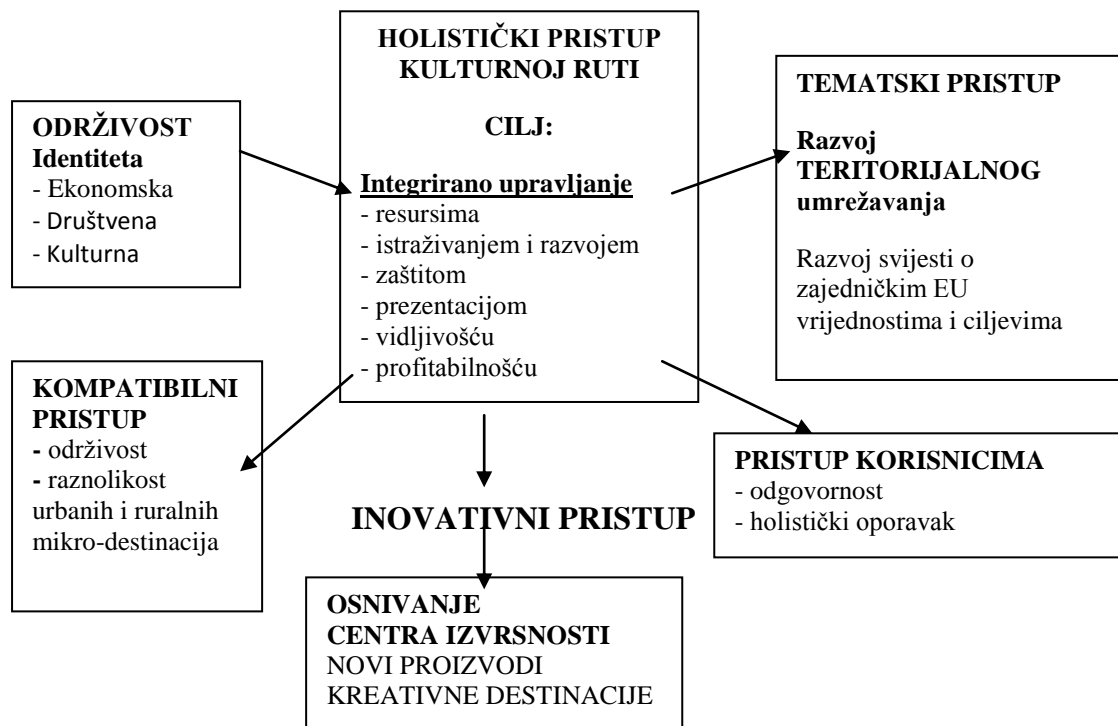 HOLISTIČKI PRISTUP
KULTURNOJ RUTI
CILJ:
Integrirano upravljanje
- resursima
- istraživanjem i razvojem
- zaštitom
- prezentacijom
- vidljivošću
- profitabilnošću
ODRŽIVOST
Identiteta
- Ekonomska
- Društvena
- Kulturna
TEMATSKI PRISTUP
Razvoj
TERITORIJALNOG
umrežavanja
Razvoj svijesti o
zajedničkim EU
vrijednostima i ciljevima
KOMPATIBILNI
PRISTUP
- održivost
- raznolikost
urbanih i ruralnih
mikro-destinacija
PRISTUP KORISNICIMA
- odgovornost
- holistički oporavak
INOVATIVNI PRISTUP
OSNIVANJE
CENTRA IZVRSNOSTI
NOVI PROIZVODI
KREATIVNE DESTINACIJE